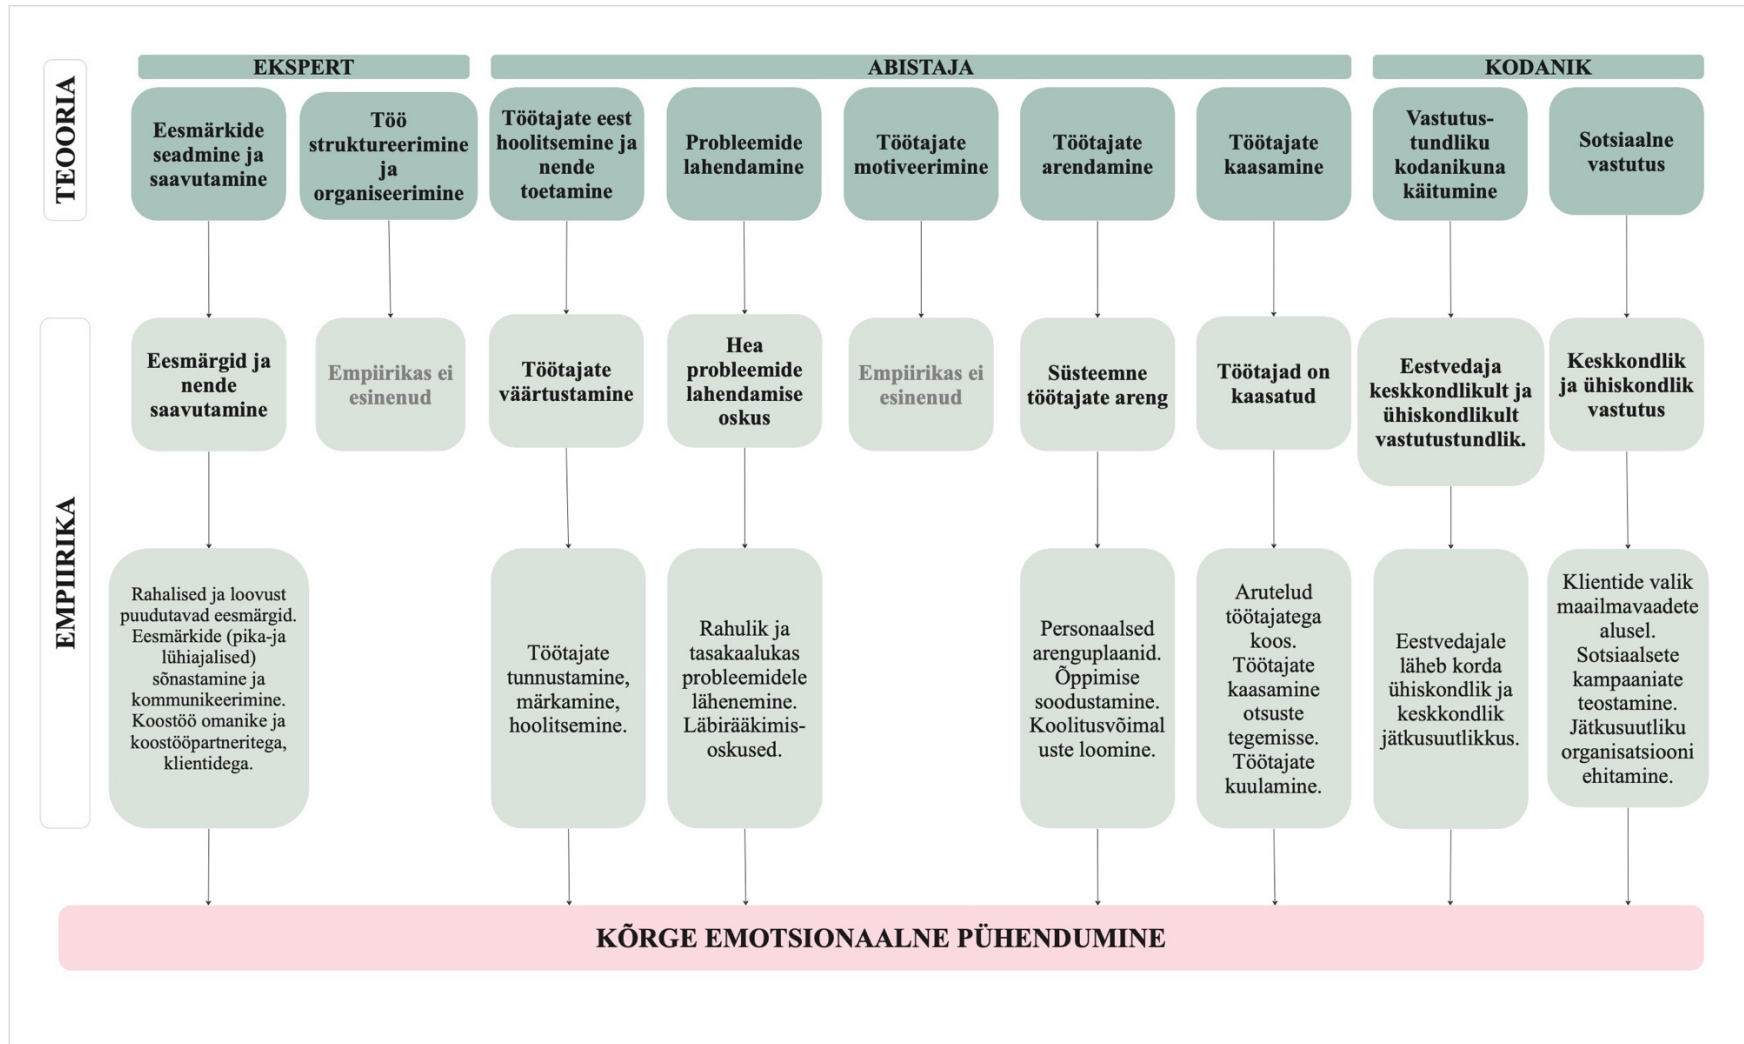 TEOORIA
EKSPERT
ABISTAJA
KODANIK
Eesmärkide
seadmine ja
saavutamine
Töö
struktureerimine
ja
organiseerimine
Töötajate eest
hoolitsemine ja
nende
toetamine
Probleemide
lahendamine
Töötajate
motiveerimine
Töötajate
arendamine
Töötajate
kaasamine
Vastutus-
tundliku
kodanikuna
käitumine
Sotsiaalne
vastutus
EMPIIRIKA
Eesmärgid ja
nende
saavutamine
Empiirikas ei
esinenud
Töötajate
väärtustamine
Hea
probleemide
lahendamise
oskus
Empiirikas ei
esinenud
Süsteemne
töötajate areng
Töötajad on
kaasatud
Eestvedaja
keskkondlikult ja
ühiskondlikult
vastutustundlik.
Keskkondlik
ja ühiskondlik
vastutus
Rahalised ja loovust
puudutavad eesmärgid.
Eesmärkide (pika-ja
lühiajalised)
sõnastamine ja
kommunikeerimine.
Koostöö omanike ja
koostööpartneritega,
klientidega.
Töötajate
tunnustamine,
märkamine,
hoolitsemine.
Rahulik ja
tasakaalukas
probleemidele
lähenemine.
Läbirääkimis-
oskused.
Personaalsed
arenguplaanid.
Õppimise
soodustamine.
Koolitusvõimal
uste loomine.
Arutelud
töötajatega
koos.
Töötajate
kaasamine
otsuste
tegemisse.
Töötajate
kuulamine.
Eestvedajale
läheb korda
ühiskondlik ja
keskkondlik
jätkusuutlikkus.
Klientide valik
maailmavaadete
alusel.
Sotsiaalsete
kampaaniate
teostamine.
Jätkusuutliku
organisatsiooni
ehitamine.
KÕRGE EMOTSIONAALNE PÜHENDUMINE